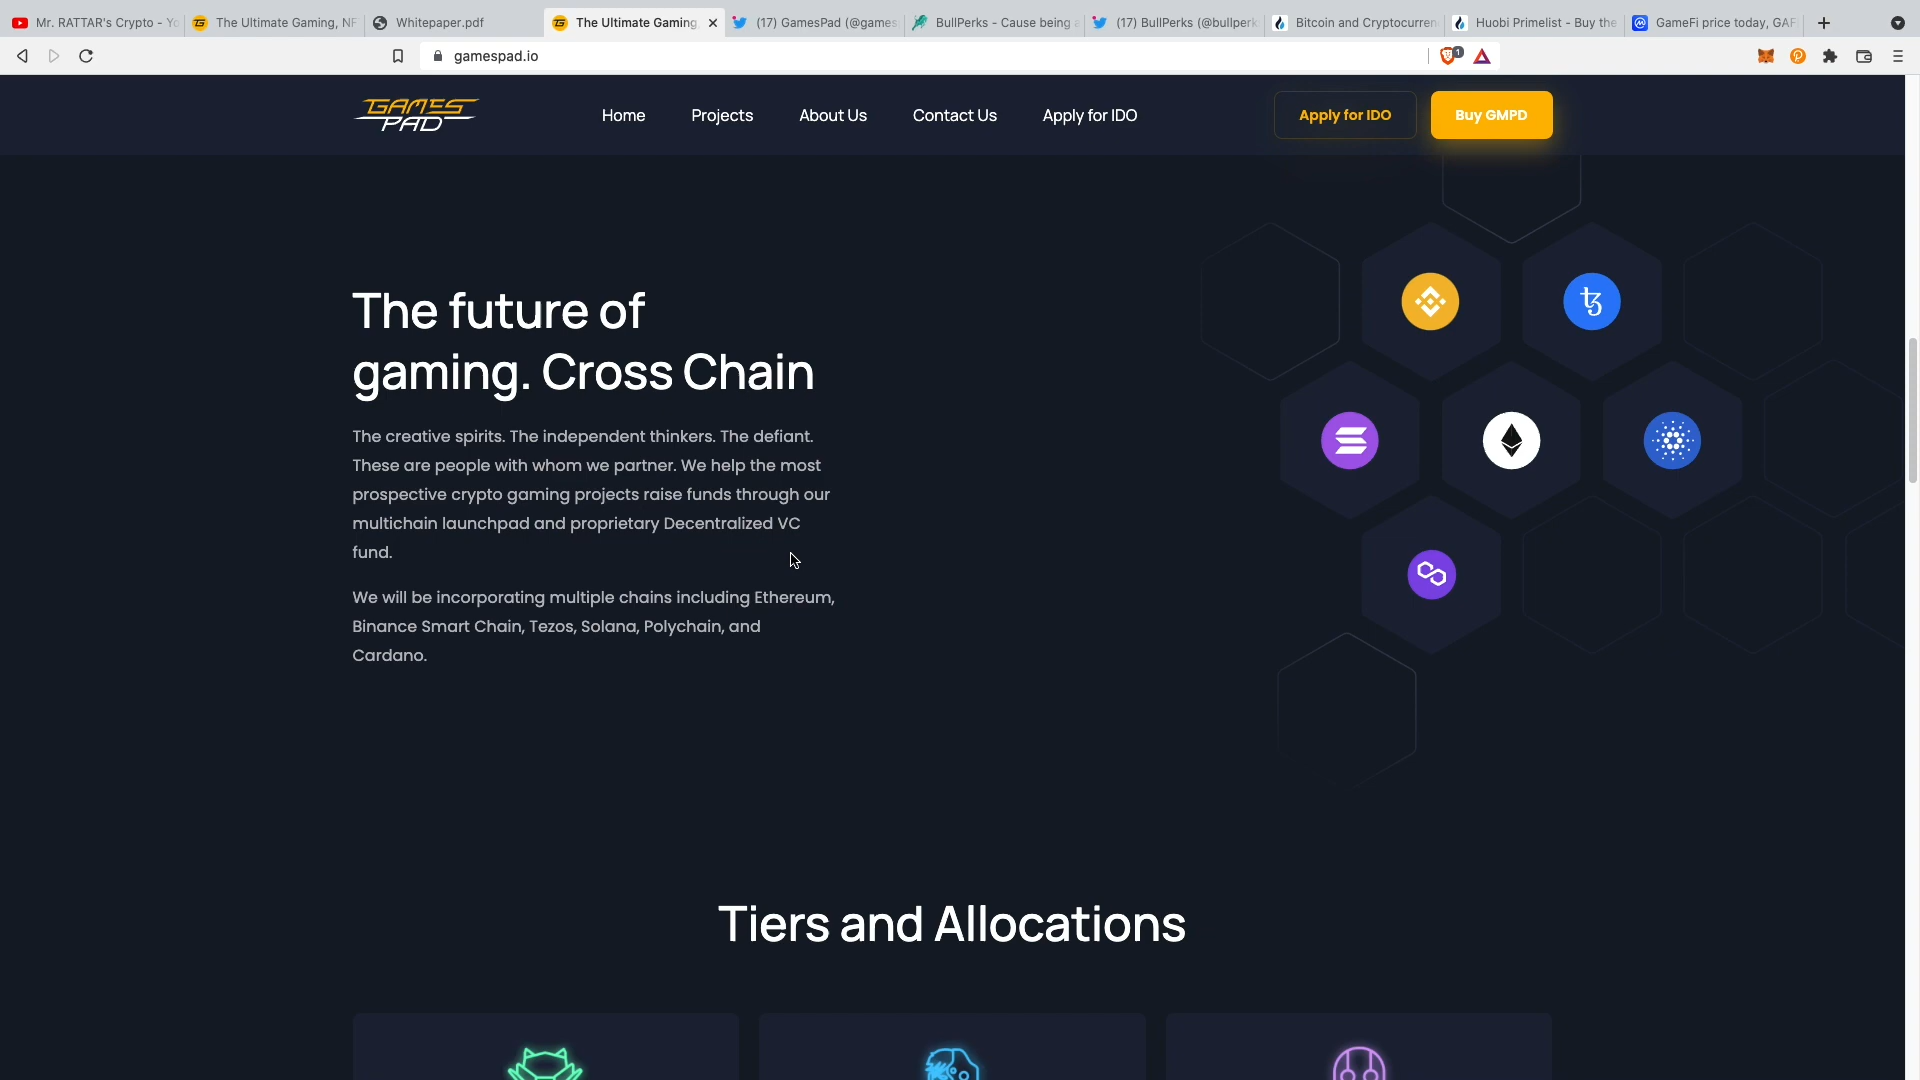 Mr. RATTAR's Crypto - Yo
The Ultimate Gaming, NF
Whitepaper.pdf
The Ultimate Gaming
(17) GamesPad (@games
BullPerks - Cause being a
(17) BullPerks (@bullperk
Bitcoin and Cryptocurren
Huobi Primelist - Buy the
GameFi price today, GAF
gamespad.io
1
GAMES
PAD
Home
Projects
About Us
Contact Us
Apply for IDO
Apply for IDO
Buy GMPD
The future of
gaming. Cross Chain
The creative spirits. The independent thinkers. The defiant.
These are people with whom we partner. We help the most
prospective crypto gaming projects raise funds through our
multichain launchpad and proprietary Decentralized VC
fund.
We will be incorporating multiple chains including Ethereum,
Binance Smart Chain, Tezos, Solana, Polychain, and
Cardano.
Tiers and Allocations